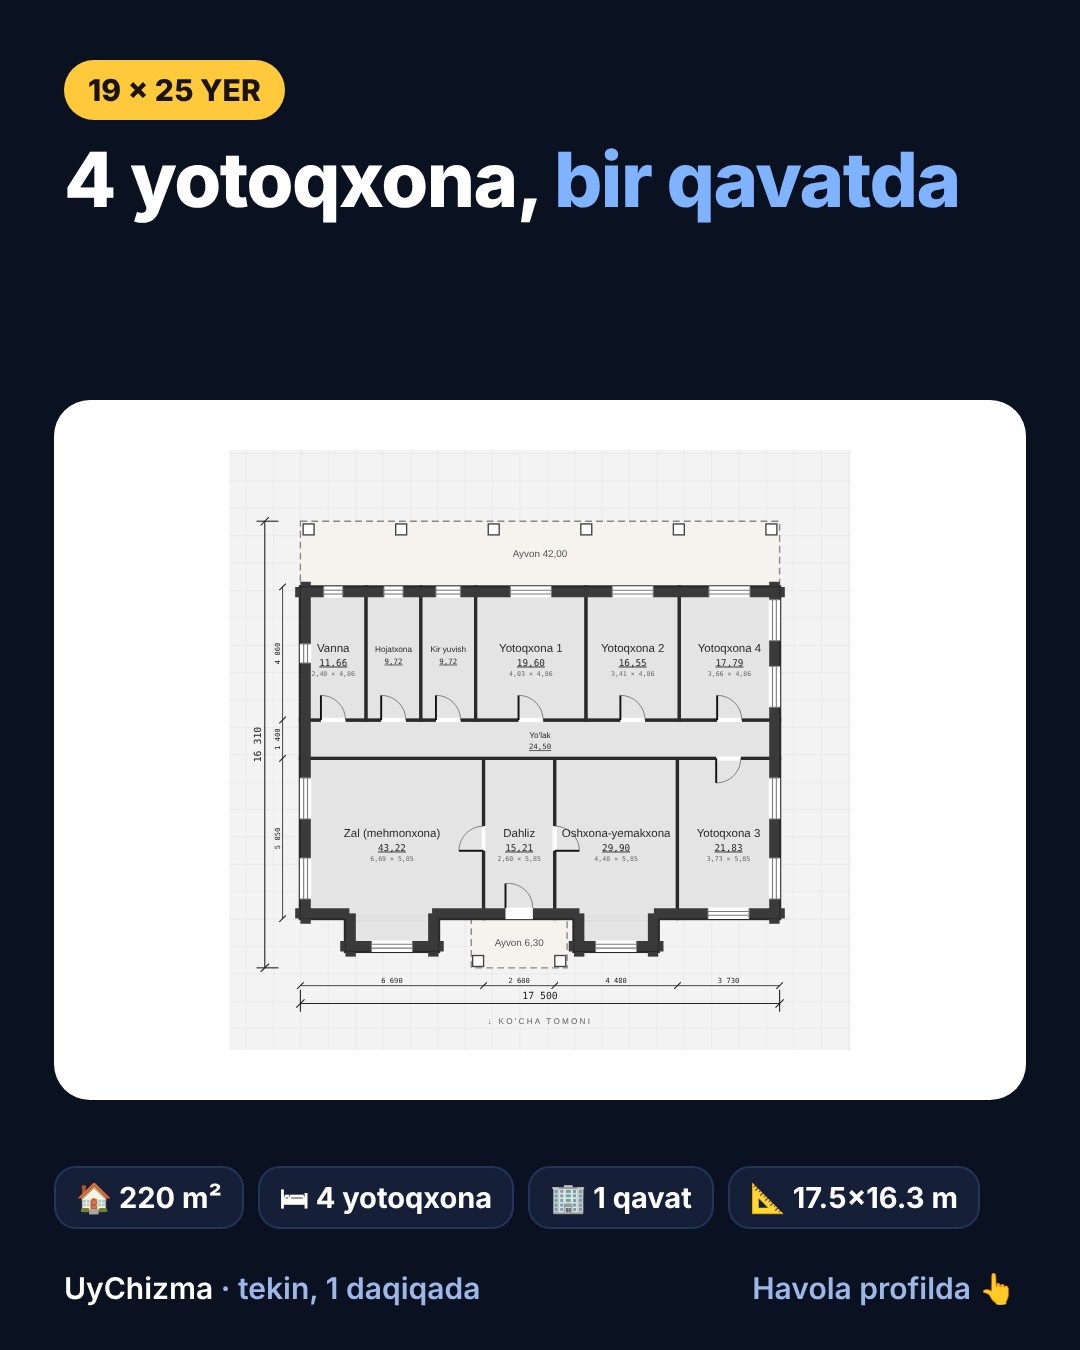 19 × 25 YER
4 yotoqxona, bir qavatda
Ayvon 42,00
Vanna
11,66
2,40 × 4,86
Hojatxona
9,72
Kir yuvish
9,72
Yotoqxona 1
19,60
4,03 × 4,86
Yotoqxona 2
16,55
3,41 × 4,86
Yotoqxona 4
17,79
3,66 × 4,86
4 860
1 400
5 850
16 310
Yo'lak
24,50
Zal (mehmonxona)
43,22
6,69 × 5,85
Dahliz
15,21
2,60 × 5,85
Oshxona-yemakxona
29,90
4,48 × 5,85
Yotoqxona 3
21,83
3,73 × 5,85
Ayvon 6,30
6 690 2 600 4 480 3 730
17 500
↓ KO'CHA TOMONI
220 m² 4 yotoqxona 1 qavat 17.5×16.3 m
UyChizma · tekin, 1 daqiqada Havola profilda 👆